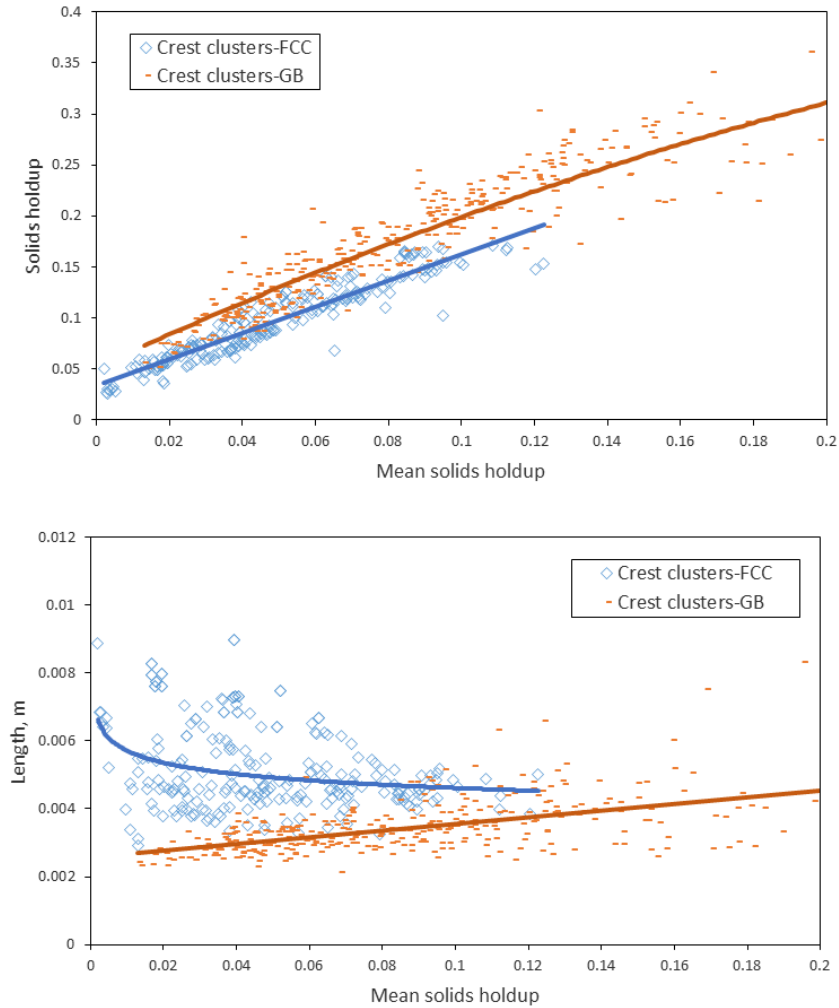 0.4
Crest clusters-FCC
Crest clusters-GB
0.3
0.2
0.1
0.05
0
Solids holdup
0.35
0.25
0.15
0 0.02 0.04 0.06 0.08 0.1 0.12 0.14 0.16 0.18 0.2
Mean solids holdup
0.012
Crest clusters-FCC
Crest clusters-GB
0.01
0.008
0.006
0.004
0.002
0
Length, m
0 0.02 0.04 0.06 0.08 0.1 0.12 0.14 0.16 0.18 0.2
Mean solids holdup